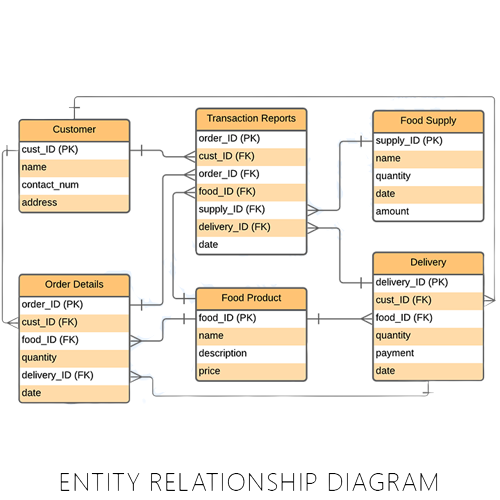 Customer
cust_ID (PK)
name
contact_num
address
Transaction Reports
order_ID (PK)
cust_ID (FK)
order_ID (FK)
food_ID (FK)
supply_ID (FK)
delivery_ID (FK)
date
Food Supply
supply_ID (PK)
name
quantity
date
amount
Order Details
order_ID (PK)
cust_ID (FK)
food_ID (FK)
quantity
delivery_ID (FK)
date
Food Product
food_ID (PK)
name
description
price
Delivery
delivery_ID (PK)
cust_ID (FK)
food_ID (FK)
quantity
payment
date
ENTITY RELATIONSHIP DIAGRAM